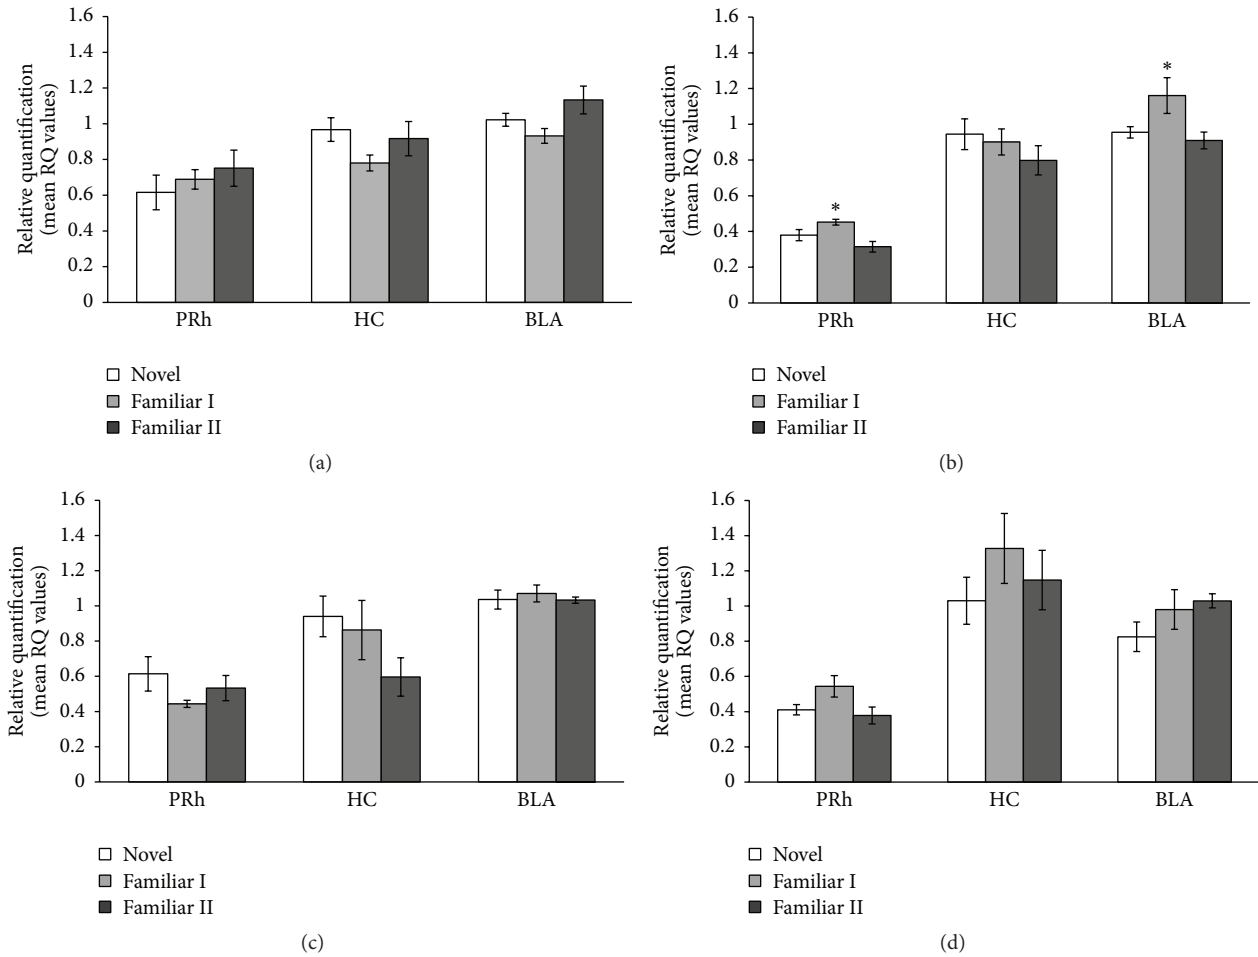 Relative quantification
(mean RQ values)
1.6
1.4
1.2
1
0.8
0.6
0.4
0.2
0
PRh HC BLA
Novel
Familiar I
Familiar II
(a)
Relative quantification
(mean RQ values)
1.6
1.4
1.2
1
0.8
0.6
0.4
0.2
0
*
*
PRh HC BLA
Novel
Familiar I
Familiar II
(b)
Relative quantification
(mean RQ values)
1.6
1.4
1.2
1
0.8
0.6
0.4
0.2
0
PRh HC BLA
Novel
Familiar I
Familiar II
(c)
Relative quantification
(mean RQ values)
1.6
1.4
1.2
1
0.8
0.6
0.4
0.2
0
PRh HC BLA
Novel
Familiar I
Familiar II
(d)